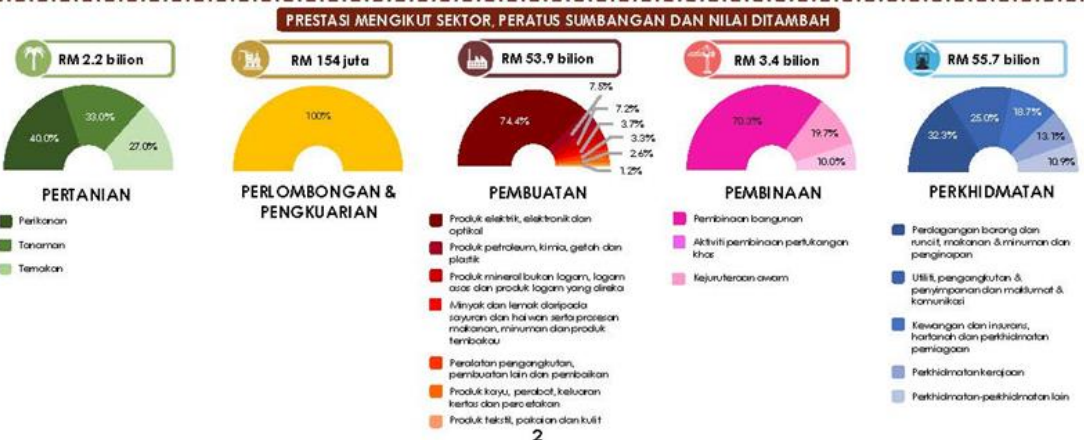 PRESTASI MENGIKUT SEKTOR, PERATUS SUMBANGAN DAN NILAI DITAMBAH
RM 2.2 bilion
40.0%
33.0%
27.0%
PERTANIAN
Perikanan
Tanaman
Ternakan
RM 154 juta
100%
PERLOMBONGAN &
PENGKUARIAN
RM 53.9 bilion
74.4%
7.5%
7.2%
3.7%
3.3%
2.6%
1.2%
PEMBUATAN
Produk elektrik, elektronik dan
optikal
Produk petroleum, kimia, getah dan
plastik
Produk mineral bukan logam, logam
asas dan produk logam yang direka
Minyak dan lemak daripada
sayuran dan haiwan serta prosesan
makanan, minuman dan produk
tembakau
Peralatan pengangkutan,
pembuatan lain dan pembaikan
Produk kayu, perabot, keluaran
kertas dan percetakan
Produk tekstil, pakaian dan kulit
RM 3.4 bilion
70.3%
19.7%
10.0%
PEMBINAAN
Pembinaan bangunan
Aktiviti pembinaan pertukangan
khas
Kejuruteraan awam
RM 55.7 bilion
32.3%
25.0%
18.7%
13.1%
10.9%
PERKHIDMATAN
Perdagangan borong dan
runcit, makanan & minuman dan
penginapan
Utiliti, pengangkutan &
penyimpanan dan maklumat &
komunikasi
Kewangan dan insurans,
hartanah dan perkhidmatan
perniagaan
Perkhidmatan kerajaan
Perkhidmatan-perkhidmatan lain
2